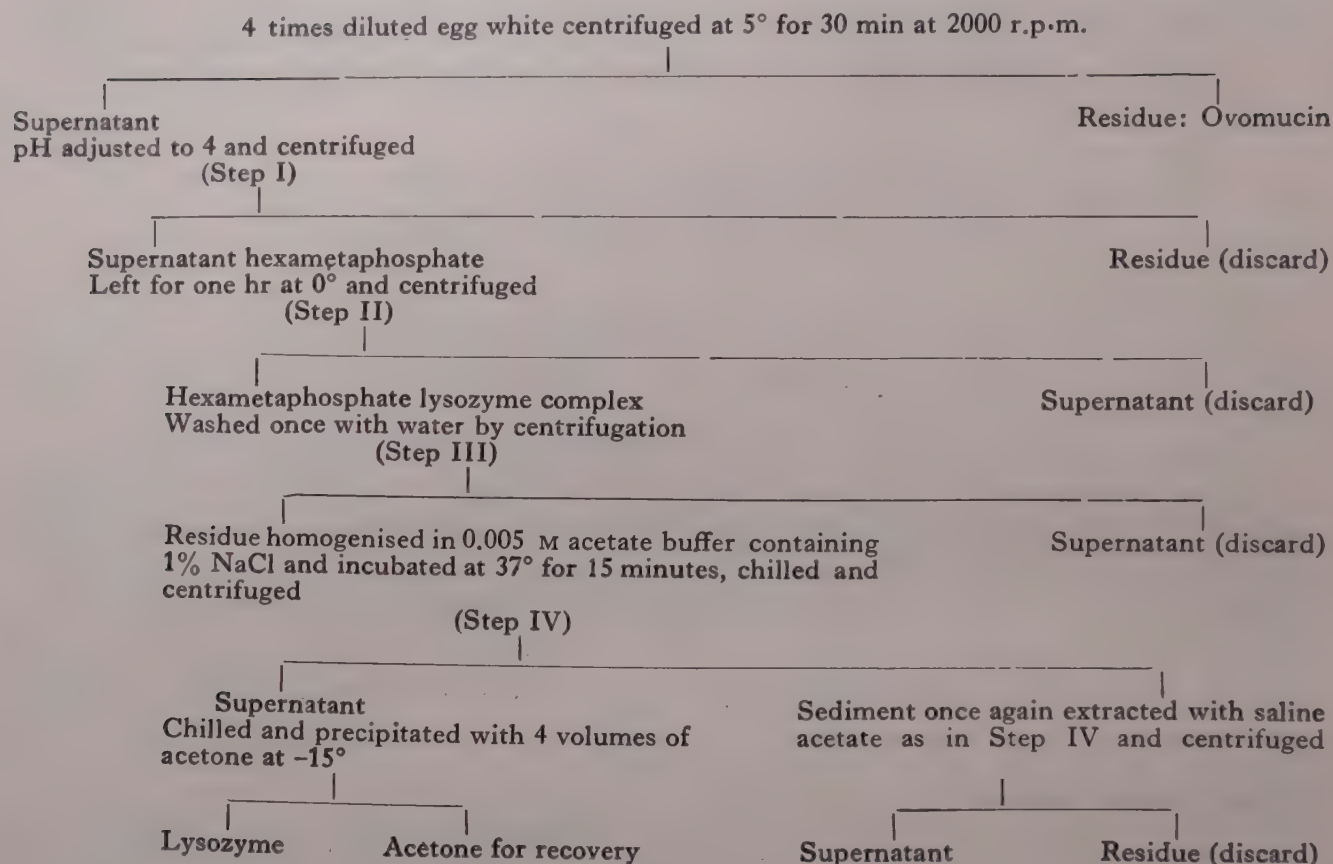 4 times diluted egg white centrifuged at 5° for 30 min at 2000 r.p.m.
Supernatant
pH adjusted to 4 and centrifuged
(Step I)
Residue: Ovomucin
Supernatant hexametaphosphate
Left for one hr at 0° and centrifuged
(Step II)
Residue (discard)
Hexametaphosphate lysozyme complex
Washed once with water by centrifugation
(Step III)
Supernatant (discard)
Residue homogenised in 0.005 M acetate buffer containing
1% NaCl and incubated at 37° for 15 minutes, chilled and
centrifuged
(Step IV)
Supernatant (discard)
Supernatant
Chilled and precipitated with 4 volumes of
acetone at –15°
Sediment once again extracted with saline
acetate as in Step IV and centrifuged
Lysozyme
Acetone for recovery
Supernatant
Residue (discard)